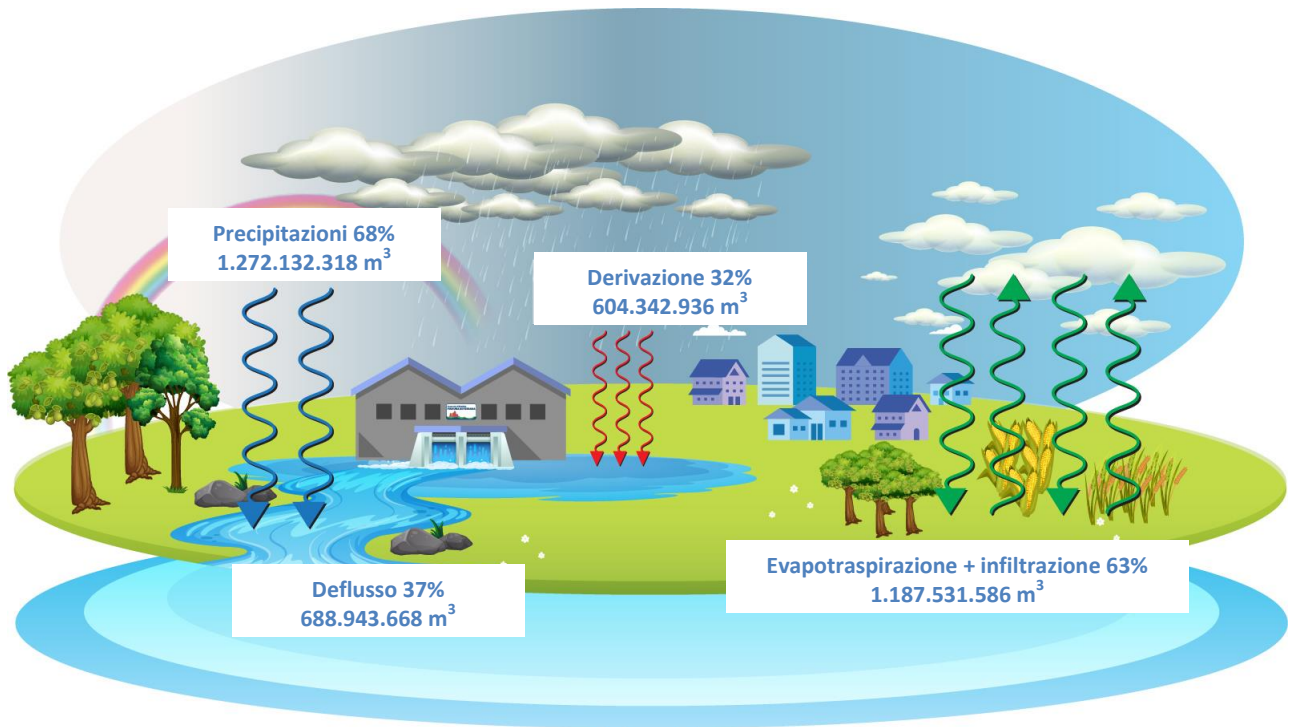 Precipitazioni 68%
1.272.132.318 m³
Derivazione 32%
604.342.936 m³
Deflusso 37%
688.943.668 m³
Evapotraspirazione + infiltrazione 63%
1.187.531.586 m³